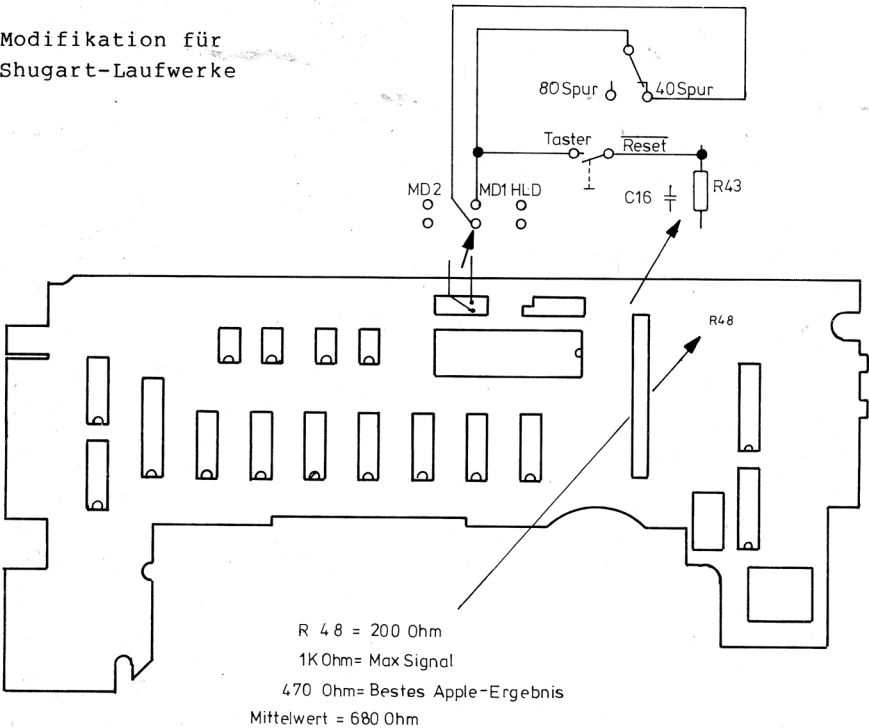 Modifikation für
Shugart-Laufwerke
80Spur 40Spur
Taster Reset
MD2 MD1 HLD
C16 R43
R48
R 48 = 200 Ohm
1K Ohm= Max Signal
470 Ohm= Bestes Apple-Ergebnis
Mittelwert = 680 Ohm